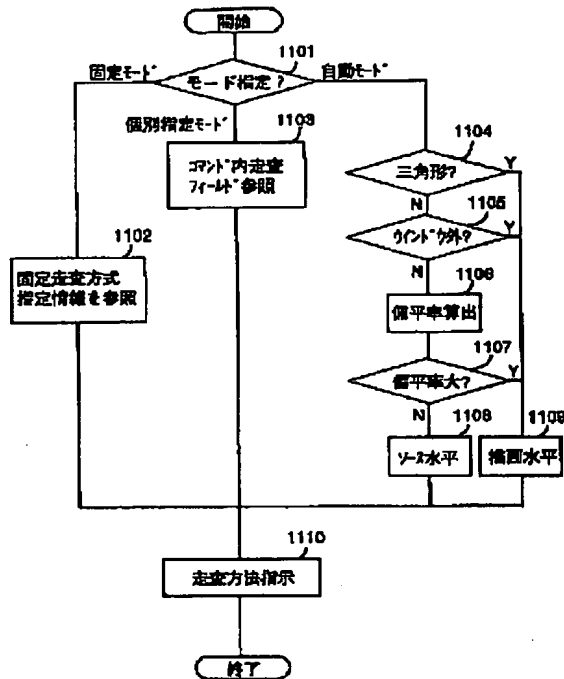 開始
1101
固定モード
モード指定?
自動モード
個別指定モード
1103
コマンド内走査
フィールド参照
1104
三角形?
Y
N
1105
ウインドウ外?
Y
N
1102
固定走査方式
指定情報を参照
1106
偏平率算出
1107
偏平率大?
Y
N
1108
ソース水平
1109
描画水平
1110
走査方法指示
終了